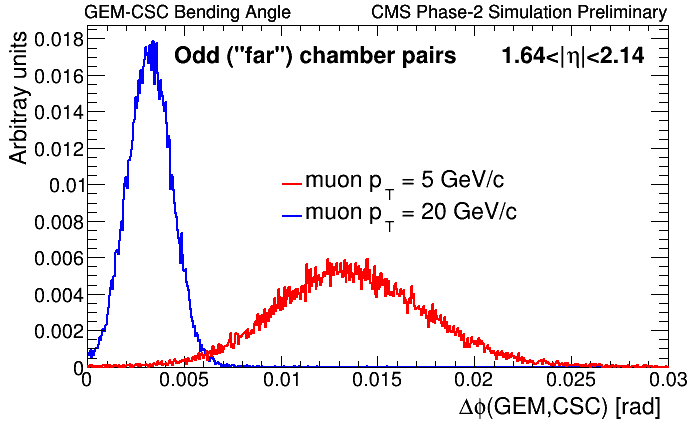 GEM-CSC Bending Angle CMS Phase-2 Simulation Preliminary
Odd ("far") chamber pairs 1.64<|η|<2.14
Arbitray units
0.018
0.016
0.014
0.012
0.01
0.008
0.006
0.004
0.002
0
muon p_T = 5 GeV/c
muon p_T = 20 GeV/c
0 0.005 0.01 0.015 0.02 0.025 0.03
Δϕ(GEM,CSC) [rad]